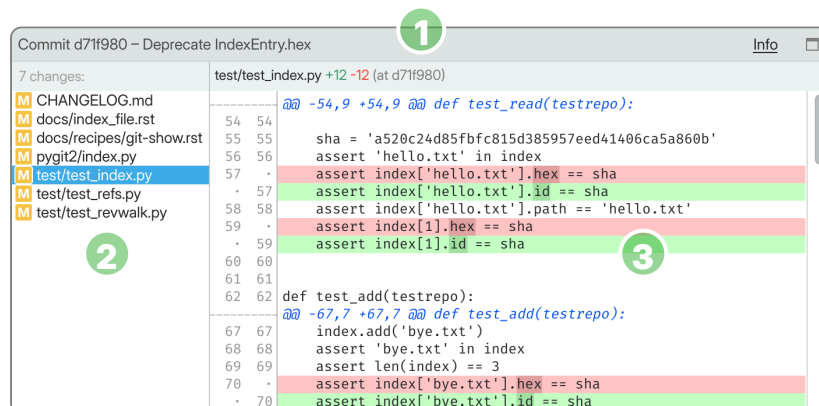 1
Commit d71f980 – Deprecate IndexEntry.hex
Info
7 changes:
M CHANGELOG.md
M docs/index_file.rst
M docs/recipes/git-show.rst
M pygit2/index.py
M test/test_index.py
M test/test_refs.py
M test/test_revwalk.py
2
test/test_index.py +12 -12 (at d71f980)
@@ -54,9 +54,9 @@ def test_read(testrepo):
54 54
55 55 sha = 'a520c24d85fbfc815d385957eed41406ca5a860b'
56 56 assert 'hello.txt' in index
57 · assert index['hello.txt'].hex == sha
· 57 assert index['hello.txt'].id == sha
58 58 assert index['hello.txt'].path == 'hello.txt'
59 · assert index[1].hex == sha
· 59 assert index[1].id == sha
3
60 60
61 61
62 62 def test_add(testrepo):
@@ -67,7 +67,7 @@ def test_add(testrepo):
67 67 index.add('bye.txt')
68 68 assert 'bye.txt' in index
69 69 assert len(index) == 3
70 · assert index['bye.txt'].hex == sha
· 70 assert index['bye.txt'].id == sha